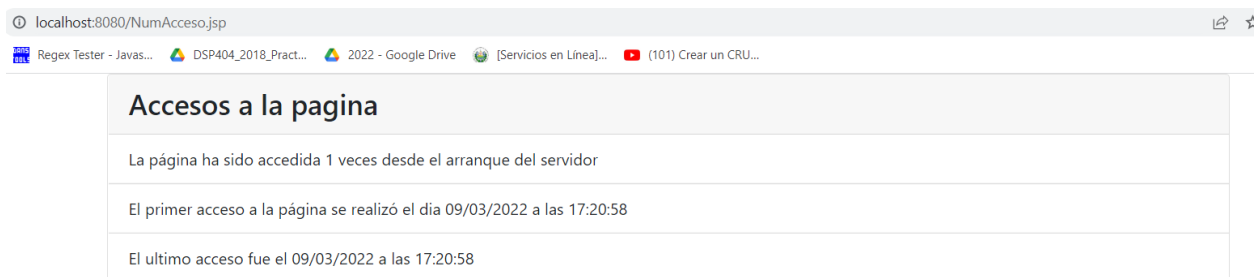 localhost:8080/NumAcceso.jsp
DANS TOOLS Regex Tester - Javas... DSP404_2018_Pract... 2022 - Google Drive [Servicios en Línea]... (101) Crear un CRU...
Accesos a la pagina
La página ha sido accedida 1 veces desde el arranque del servidor
El primer acceso a la página se realizó el dia 09/03/2022 a las 17:20:58
El ultimo acceso fue el 09/03/2022 a las 17:20:58